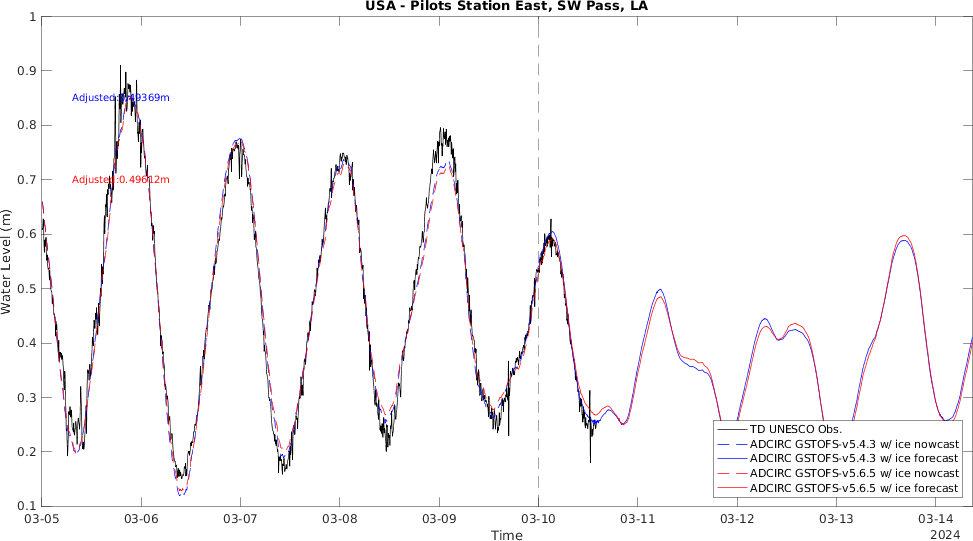 USA - Pilots Station East, SW Pass, LA
Water Level (m)
1
0.9
0.8
0.7
0.6
0.5
0.4
0.3
0.2
0.1
Adjusted:0.49369m
Adjusted:0.49612m
TD UNESCO Obs.
ADCIRC GSTOFS-v5.4.3 w/ ice nowcast
ADCIRC GSTOFS-v5.4.3 w/ ice forecast
ADCIRC GSTOFS-v5.6.5 w/ ice nowcast
ADCIRC GSTOFS-v5.6.5 w/ ice forecast
03-05 03-06 03-07 03-08 03-09 03-10 03-11 03-12 03-13 03-14
Time
2024